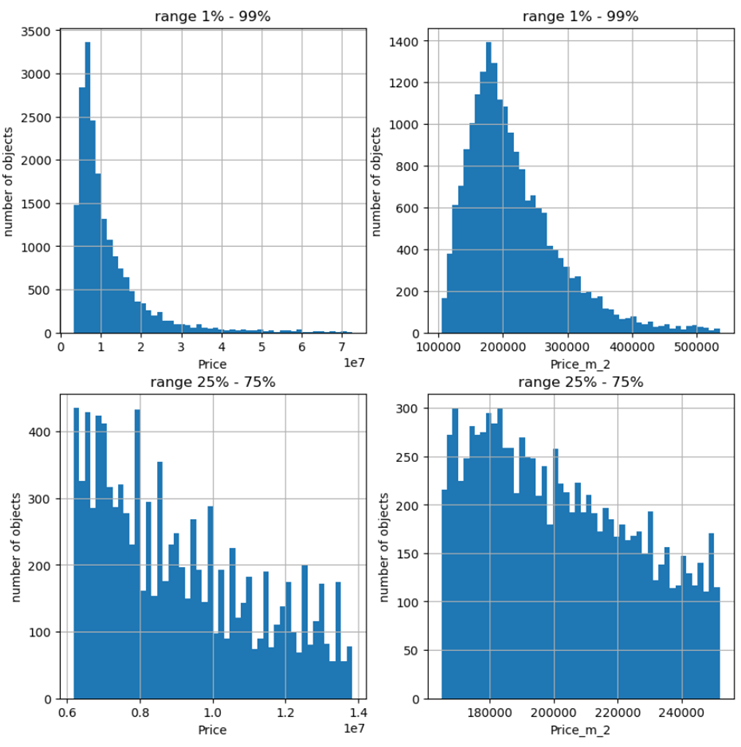 range 1% - 99%
number of objects
3500
3000
2500
2000
1500
1000
500
0
0 1 2 3 4 5 6 7
1e7
Price
range 1% - 99%
number of objects
1400
1200
1000
800
600
400
200
0
100000 200000 300000 400000 500000
Price_m_2
range 25% - 75%
number of objects
400
300
200
100
0
0.6 0.8 1.0 1.2 1.4
1e7
Price
range 25% - 75%
number of objects
300
250
200
150
100
50
0
180000 200000 220000 240000
Price_m_2